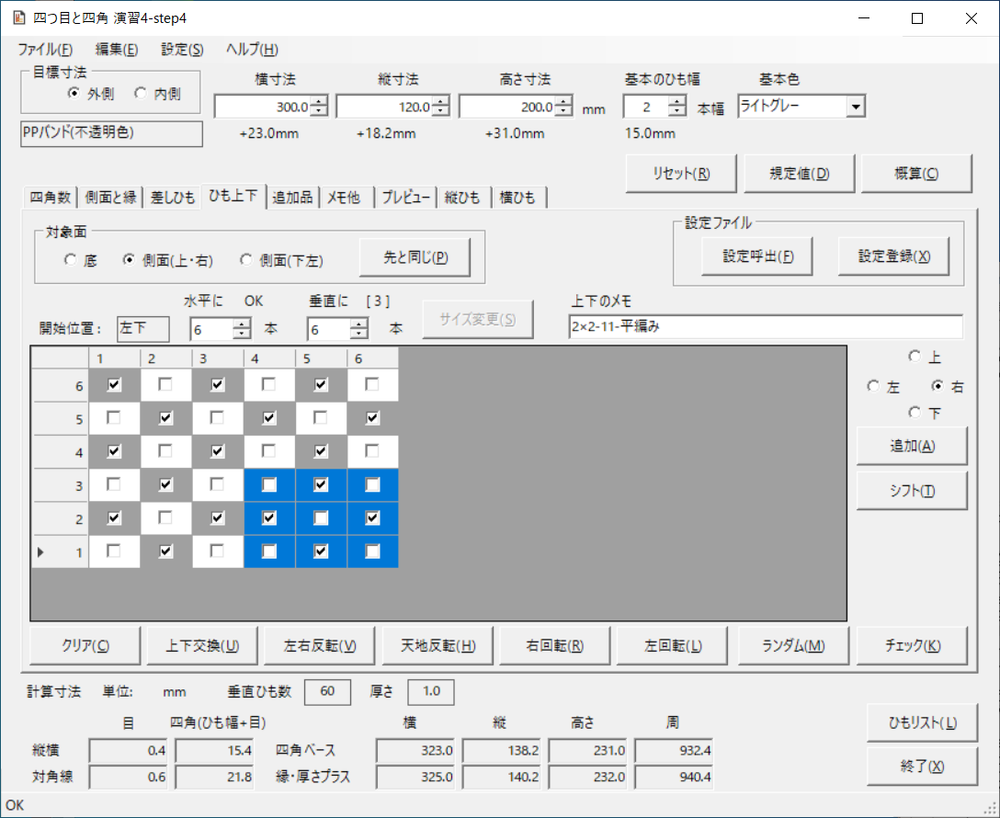 四つ目と四角 演習4-step4
ファイル(F) 編集(E) 設定(S) ヘルプ(H)
目標寸法 横寸法 縦寸法 高さ寸法 基本のひも幅 基本色
外側 内側 300.0 120.0 200.0 mm 2 本幅 ライトグレー
PPバンド(不透明色) +23.0mm +18.2mm +31.0mm 15.0mm
リセット(R) 規定値(D) 概算(C)
四角数 側面と縁 差しひも ひも上下 追加品 メモ他 プレビュー 縦ひも 横ひも
対象面 設定ファイル
底 側面(上・右) 側面(下左) 先と同じ(P) 設定呼出(F) 設定登録(X)
水平に OK 垂直に [3] サイズ変更(S) 上下のメモ
開始位置: 左下 6 本 6 本 2×2-11-平編み
1 2 3 4 5 6
6
5
4
3
2
1
上
左 右
下
追加(A)
シフト(T)
クリア(C) 上下交換(U) 左右反転(V) 天地反転(H) 右回転(R) 左回転(L) ランダム(M) チェック(K)
計算寸法 単位: mm 垂直ひも数 60 厚さ 1.0
目 四角(ひも幅+目) 横 縦 高さ 周
縦横 0.4 15.4 四角ベース 323.0 138.2 231.0 932.4
対角線 0.6 21.8 縁・厚さプラス 325.0 140.2 232.0 940.4
ひもリスト(L)
終了(X)
OK